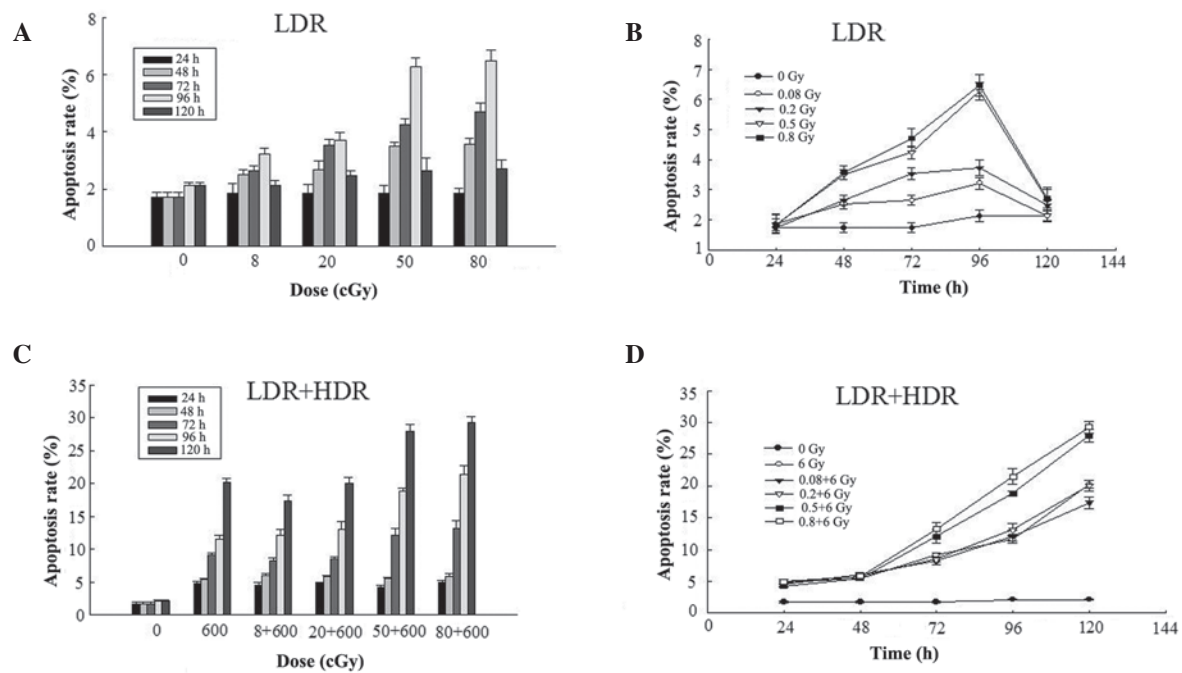 A
LDR
8
6
4
2
0
Apoptosis rate (%)
24 h
48 h
72 h
96 h
120 h
0 8 20 50 80
Dose (cGy)
B
LDR
8
7
6
5
4
3
2
1
Apoptosis rate (%)
0 Gy
0.08 Gy
0.2 Gy
0.5 Gy
0.8 Gy
0 24 48 72 96 120 144
Time (h)
C
LDR+HDR
35
30
25
20
15
10
5
0
Apoptosis rate (%)
24 h
48 h
72 h
96 h
120 h
0 600 8+600 20+600 50+600 80+600
Dose (cGy)
D
LDR+HDR
35
30
25
20
15
10
5
0
Apoptosis rate (%)
0 Gy
6 Gy
0.08+6 Gy
0.2+6 Gy
0.5+6 Gy
0.8+6 Gy
0 24 48 72 96 120 144
Time (h)